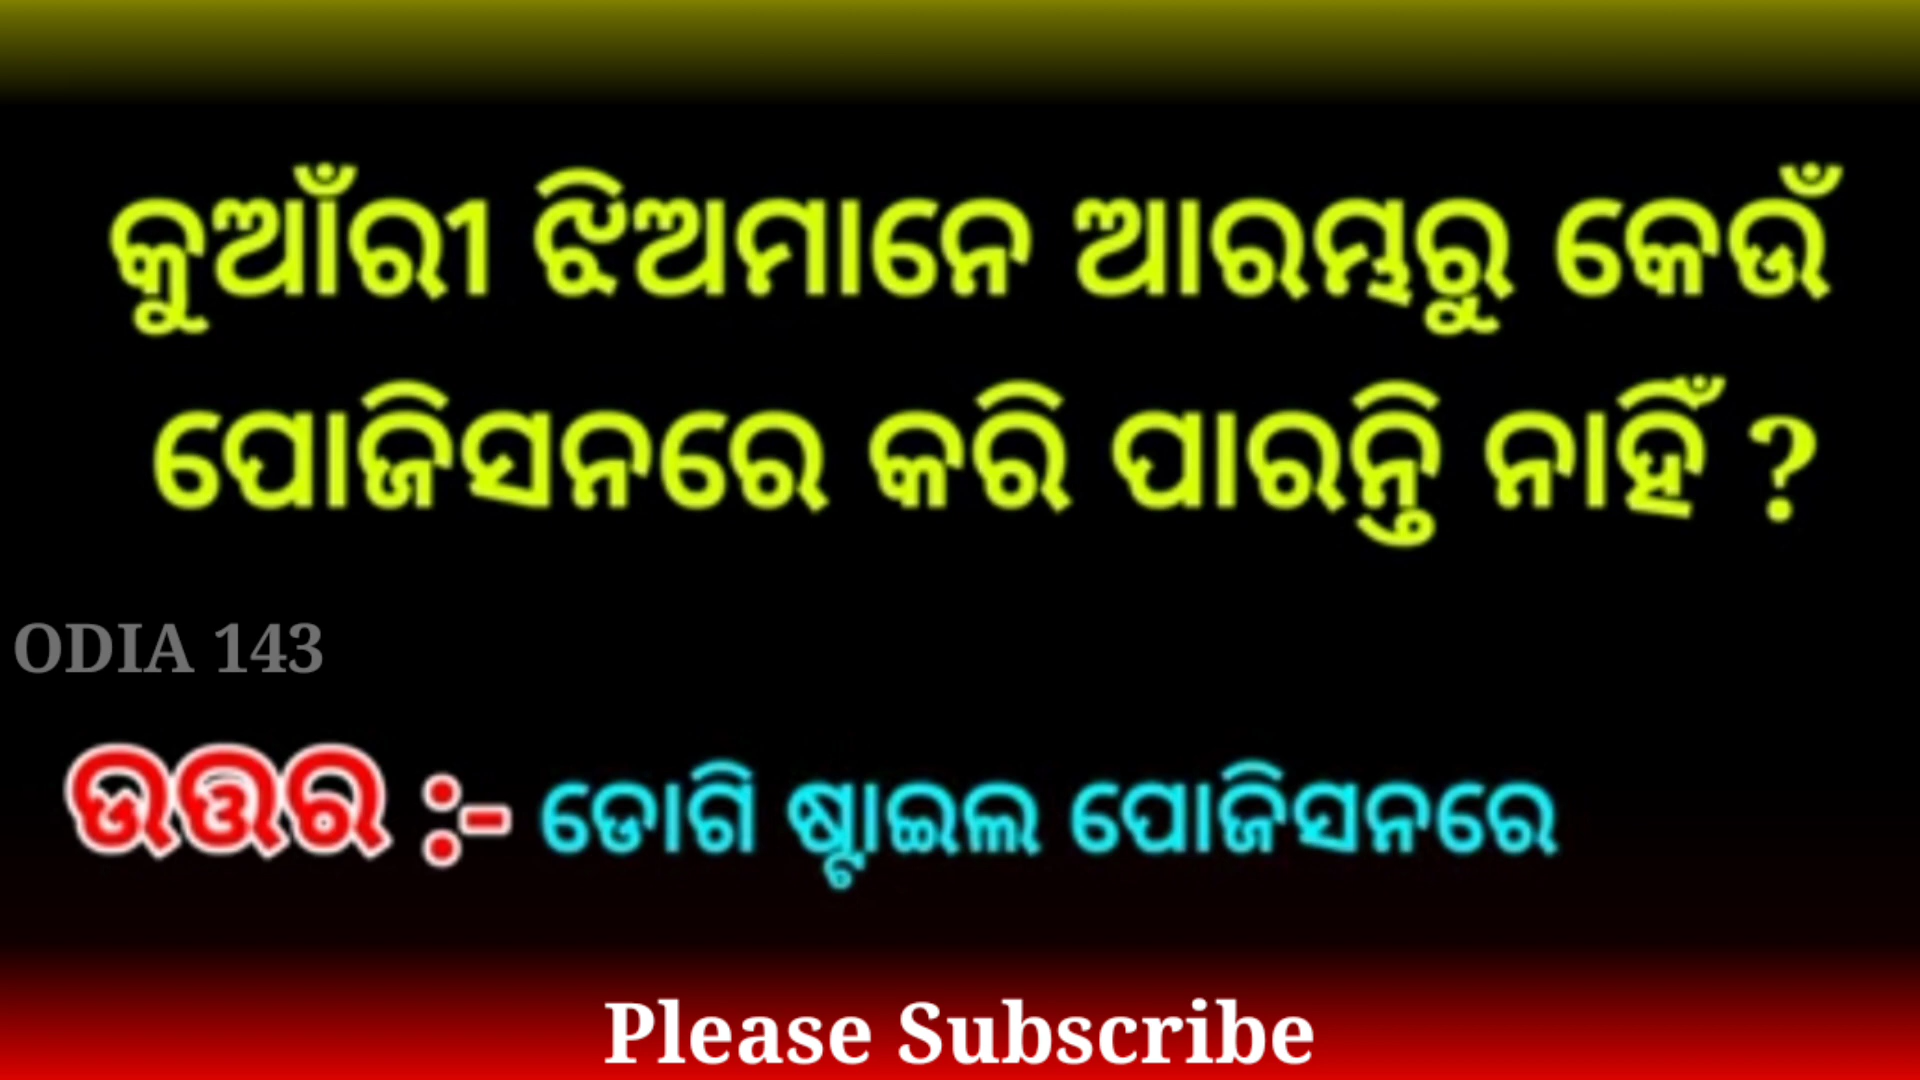 କୁଆଁରୀ ଝିଅମାନେ ଆରମ୍ଭରୁ କେଉଁ
ପୋଜିସନରେ କରି ପାରନ୍ତି ନାହିଁ ?
ODIA 143
ଉତ୍ତର :- ଡୋଗି ଷ୍ଟାଇଲ ପୋଜିସନରେ
Please Subscribe